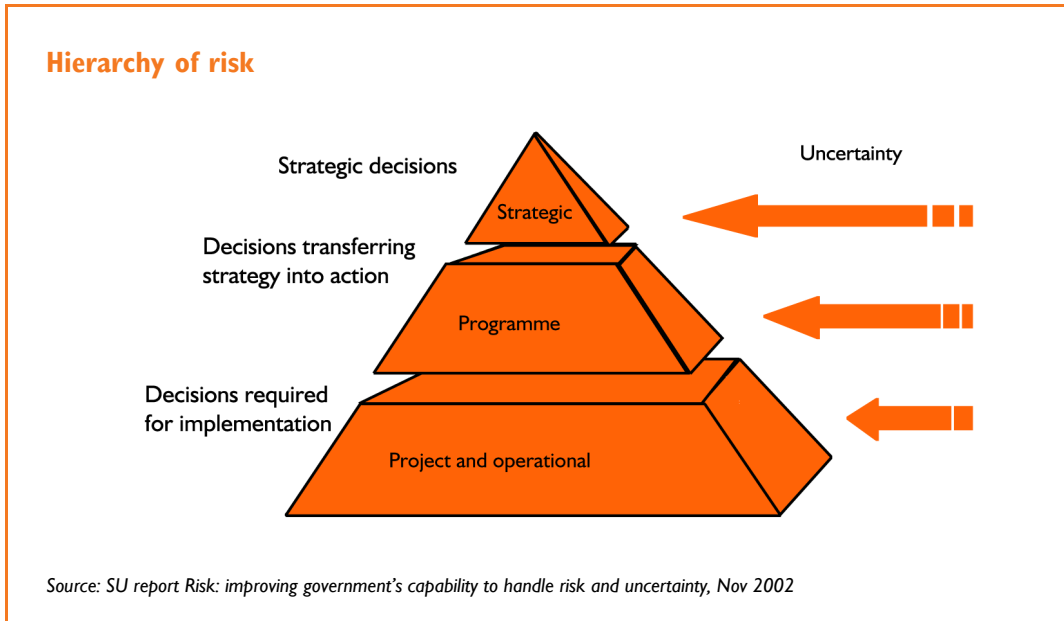 Hierarchy of risk
Strategic decisions
Uncertainty
Strategic
Decisions transferring
strategy into action
Programme
Decisions required
for implementation
Project and operational
Source: SU report Risk: improving government’s capability to handle risk and uncertainty, Nov 2002